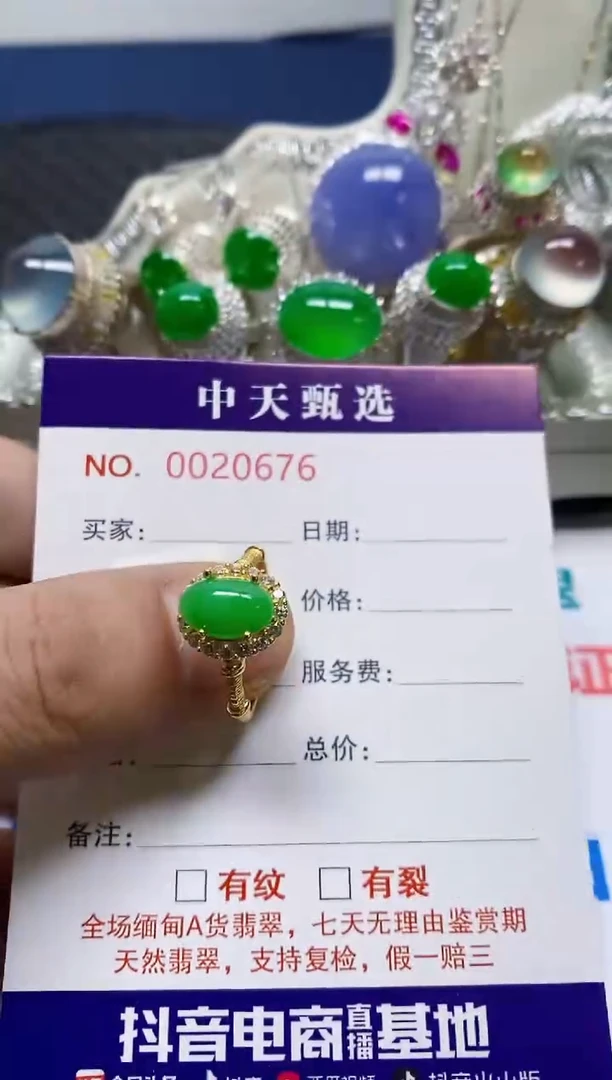 中天甄选
NO. 0020676
买家: 日期:
价格:
服务费:
总价:
备注:
□ 有纹 □ 有裂
全场缅甸A货翡翠，七天无理由鉴赏期
天然翡翠，支持复检，假一赔三
抖音电商直播基地
证